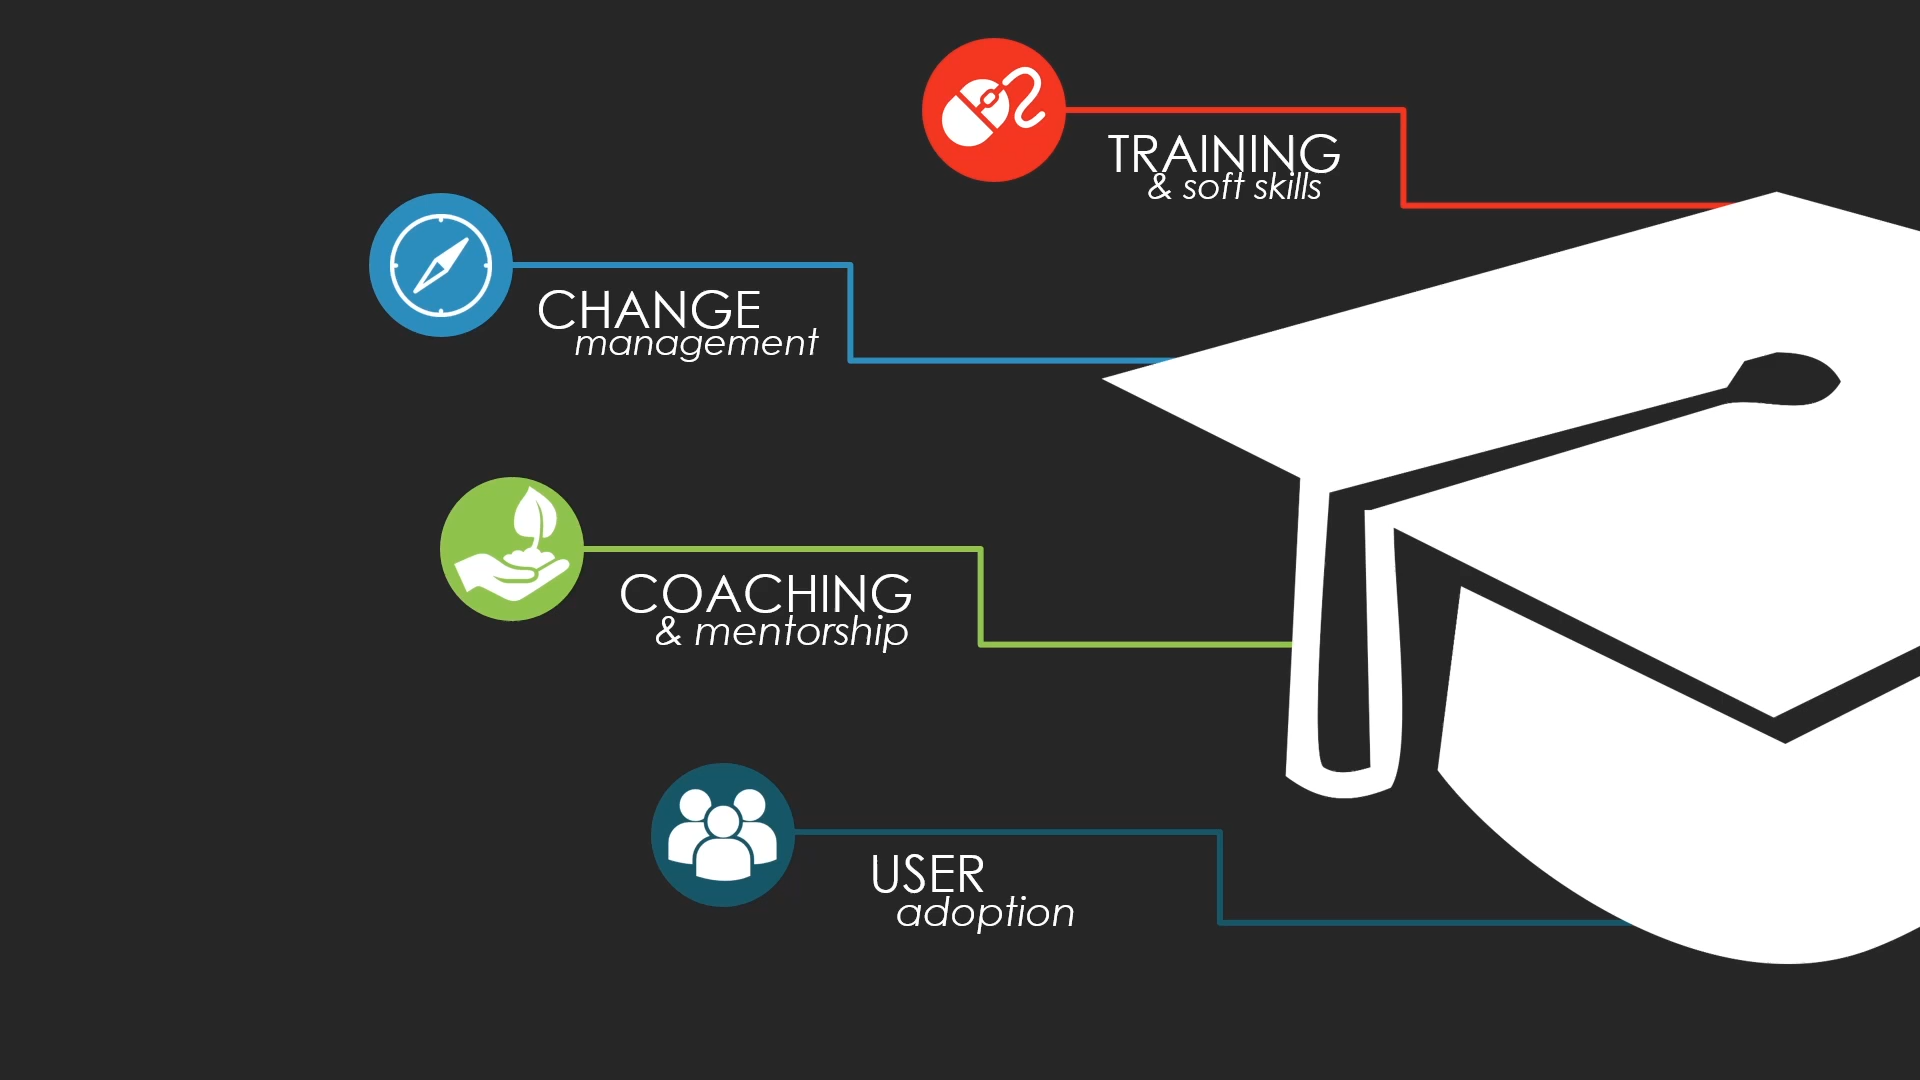 TRAINING
& soft skills
CHANGE
management
COACHING
& mentorship
USER
adoption